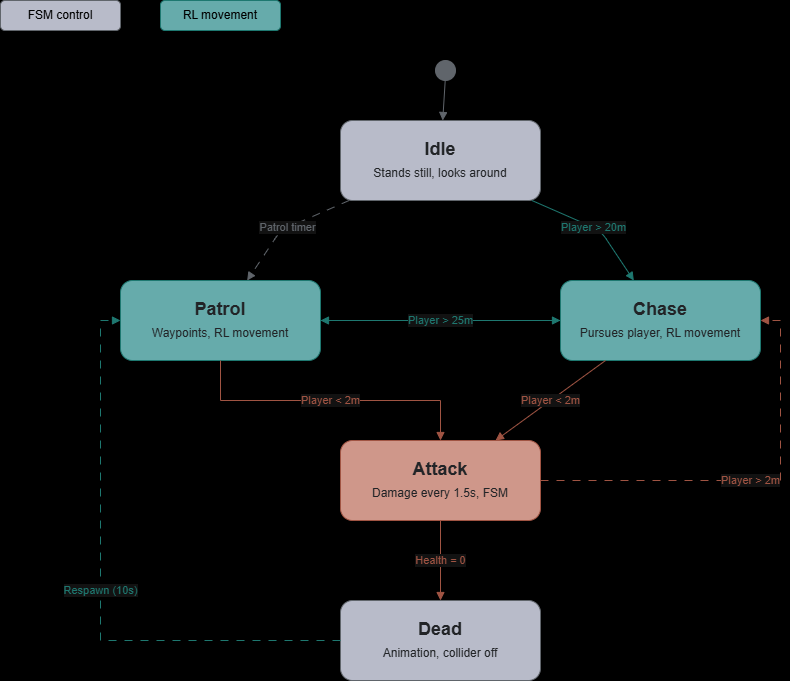 FSM control
RL movement
Idle
Stands still, looks around
Patrol timer
Player > 20m
Patrol
Waypoints, RL movement
Player > 25m
Chase
Pursues player, RL movement
Player < 2m
Player < 2m
Attack
Damage every 1.5s, FSM
Player > 2m
Health = 0
Respawn (10s)
Dead
Animation, collider off